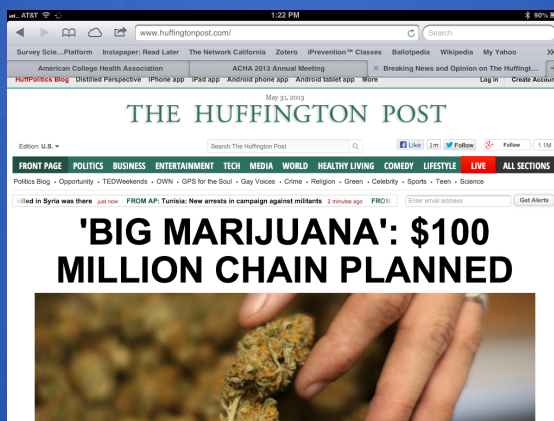 AT&T 1:22 PM 90%
www.huffingtonpost.com/ Search
Survey Scie...Platform Instapaper: Read Later The Network California Zotero iPrevention™ Classes Ballotpedia Wikipedia My Yahoo
American College Health Association ACHA 2013 Annual Meeting Breaking News and Opinion on The Huffingt...
HuffPolitics Blog Distilled Perspective iPhone app iPad app Android phone app Android tablet app More Log in Create Accoun
May 31, 2013
THE HUFFINGTON POST
Edition: U.S. Search The Huffington Post Like 1m Follow Follow 1.1M
FRONT PAGE POLITICS BUSINESS ENTERTAINMENT TECH MEDIA WORLD HEALTHY LIVING COMEDY LIFESTYLE LIVE ALL SECTIONS
Politics Blog • Opportunity • TEDWeekends • OWN • GPS for the Soul • Gay Voices • Crime • Religion • Green • Celebrity • Sports • Teen • Science
illed in Syria was there just now FROM AP: Tunisia: New arrests in campaign against militants 2 minutes ago FROM Enter email address Get Alerts
'BIG MARIJUANA': $100
MILLION CHAIN PLANNED